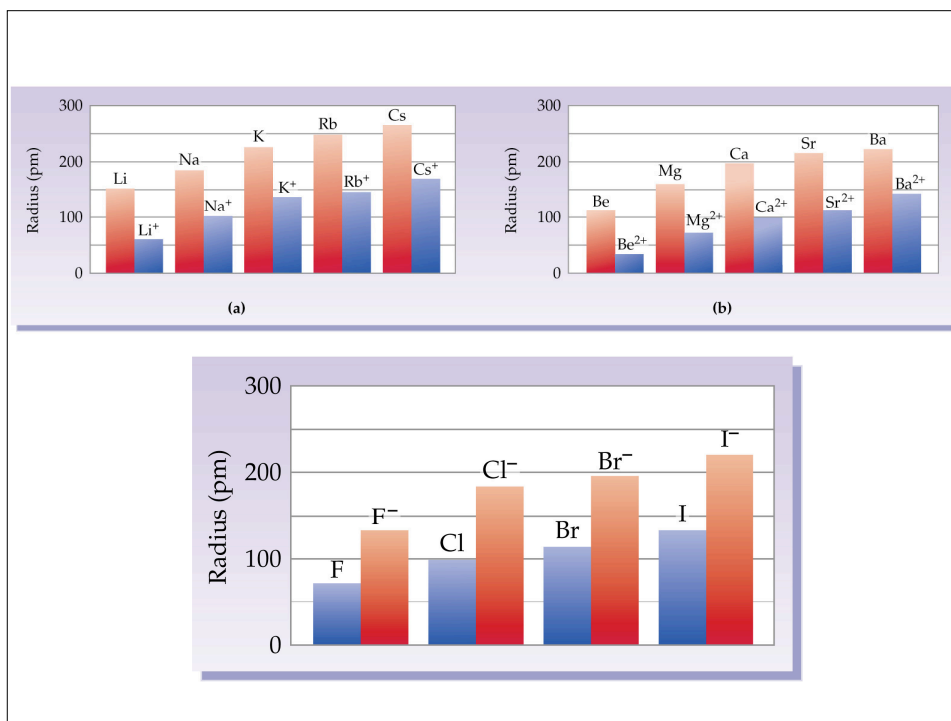 300
200
100
0
Radius (pm)
Li
Li⁺
Na
Na⁺
K
K⁺
Rb
Rb⁺
Cs
Cs⁺
(a)
300
200
100
0
Radius (pm)
Be
Be²⁺
Mg
Mg²⁺
Ca
Ca²⁺
Sr
Sr²⁺
Ba
Ba²⁺
(b)
300
200
100
0
Radius (pm)
F
F⁻
Cl
Cl⁻
Br
Br⁻
I
I⁻